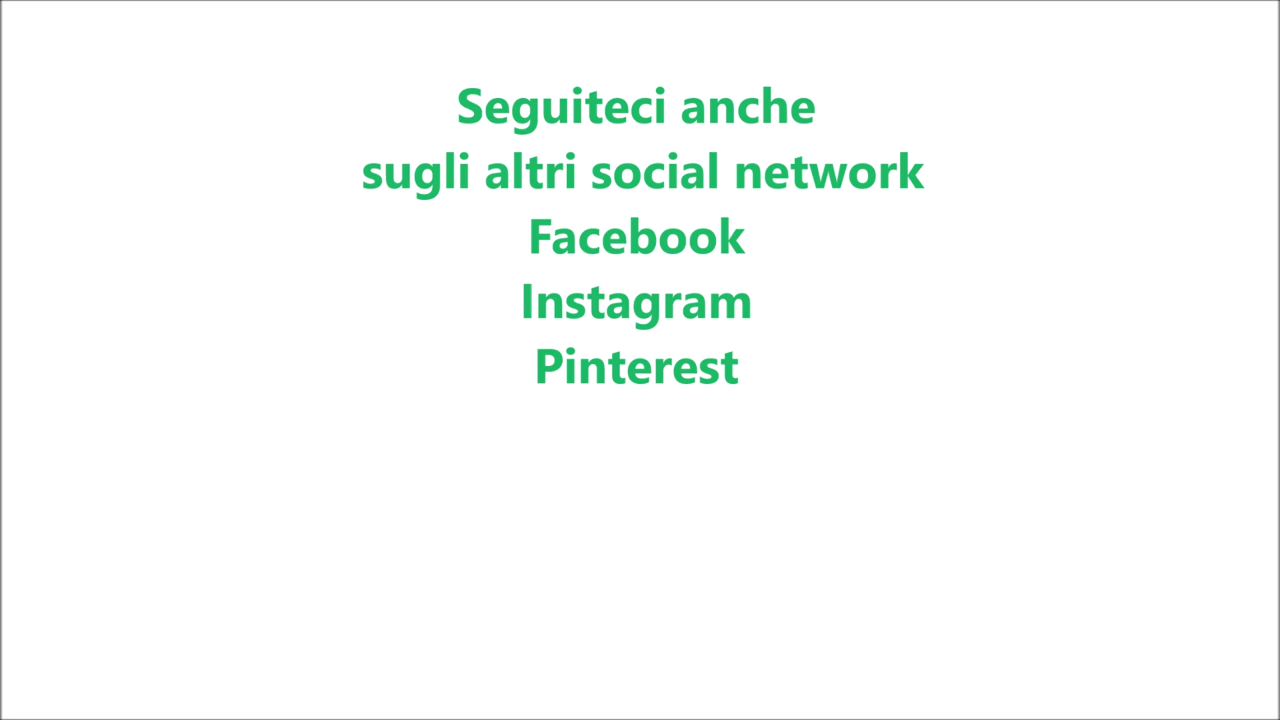 Seguiteci anche
sugli altri social network
Facebook
Instagram
Pinterest